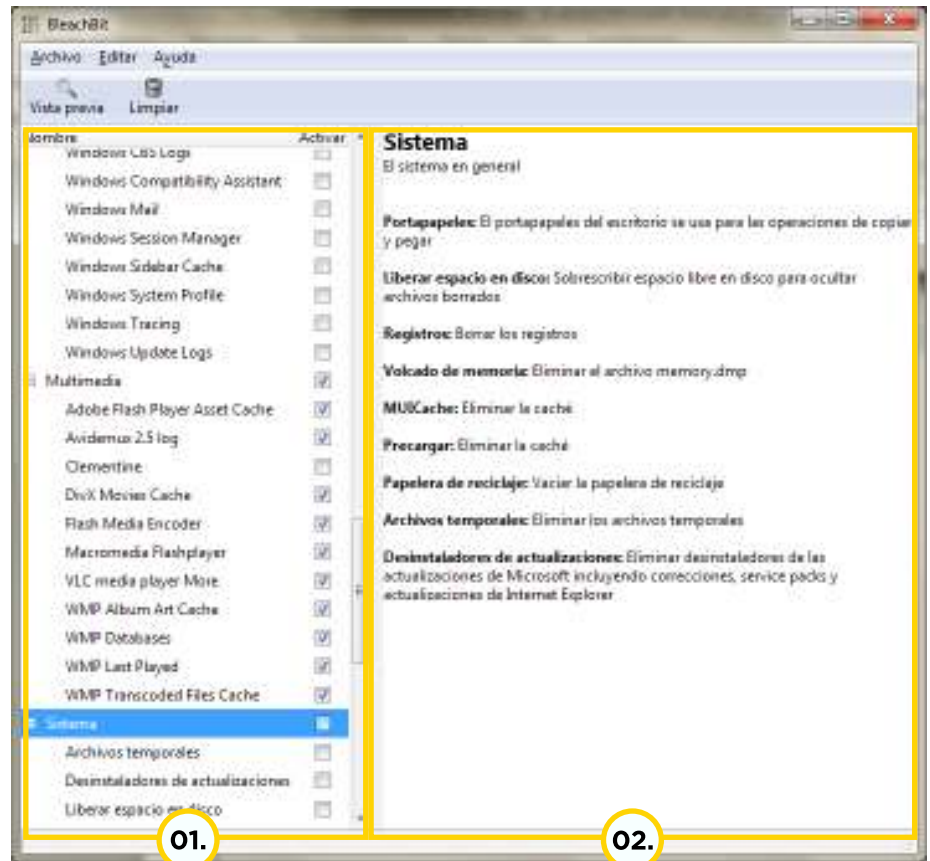 BleachBit
Archivo Editar Ayuda
Vista previa Limpiar
Nombre Activar
Windows CBS Logs
Windows Compatibility Assistant
Windows Mail
Windows Session Manager
Windows Sidebar Cache
Windows System Profile
Windows Tracing
Windows Update Logs
Multimedia
Adobe Flash Player Asset Cache
Avidemux 2.5 log
Clementine
DivX Movies Cache
Flash Media Encoder
Macromedia Flashplayer
VLC media player More
WMP Album Art Cache
WMP Databases
WMP Last Played
WMP Transcoded Files Cache
Sistema
Archivos temporales
Desinstaladores de actualizaciones
Liberar espacio en disco
01.
Sistema
El sistema en general
Portapapeles: El portapapeles del escritorio se usa para las operaciones de copiar
y pegar
Liberar espacio en disco: Sobrescribir espacio libre en disco para ocultar
archivos borrados
Registros: Borrar los registros
Volcado de memoria: Eliminar el archivo memory.dmp
MUICache: Eliminar la caché
Precargar: Eliminar la caché
Papelera de reciclaje: Vaciar la papelera de reciclaje
Archivos temporales: Eliminar los archivos temporales
Desinstaladores de actualizaciones: Eliminar desinstaladores de las
actualizaciones de Microsoft incluyendo correcciones, service packs y
actualizaciones de Internet Explorer
02.